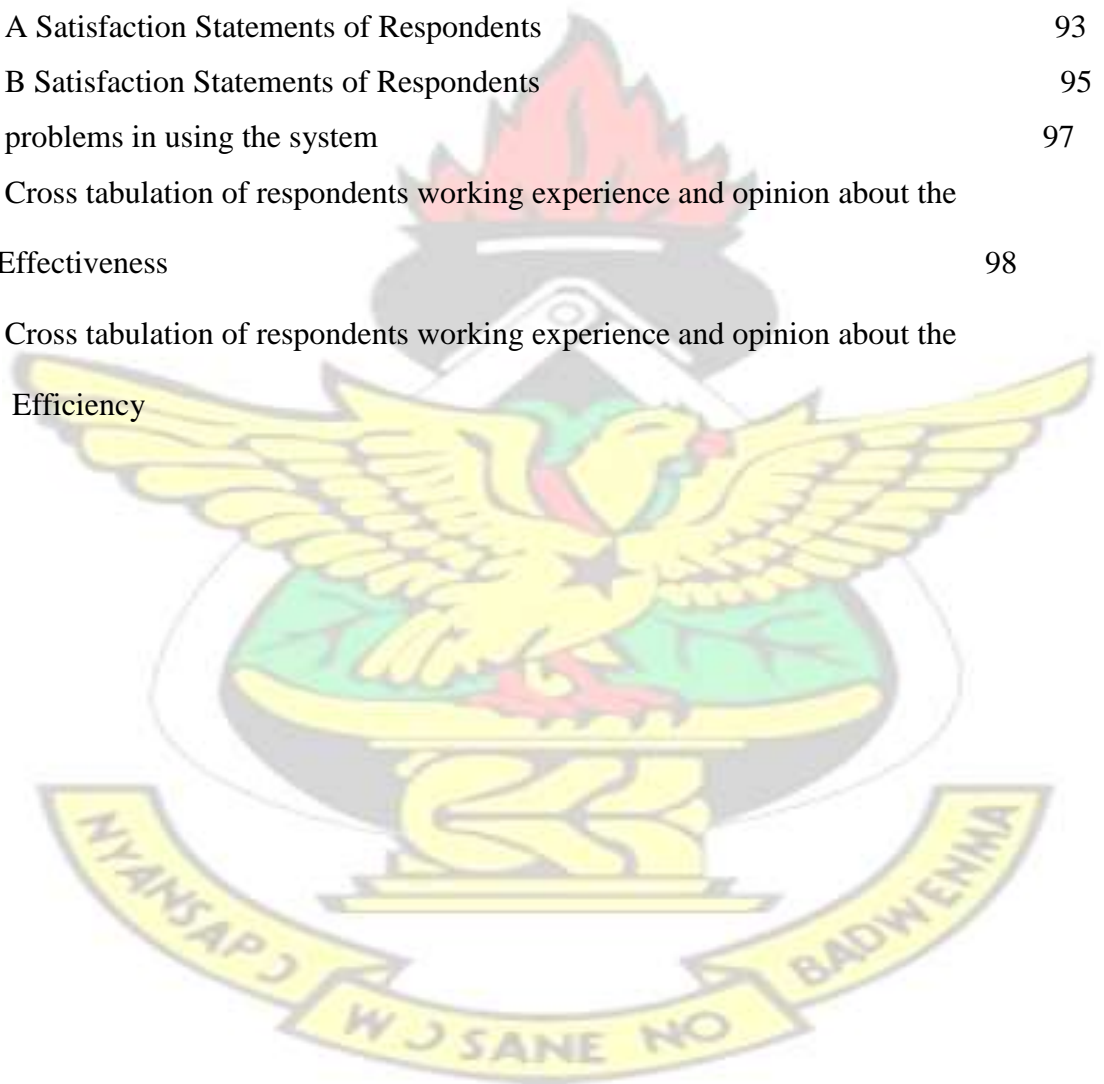 A Satisfaction Statements of Respondents 93
B Satisfaction Statements of Respondents 95
problems in using the system 97
Cross tabulation of respondents working experience and opinion about the
Effectiveness 98
Cross tabulation of respondents working experience and opinion about the
Efficiency
NYANSAPƆ
WƆSANE NO
BADWENMA